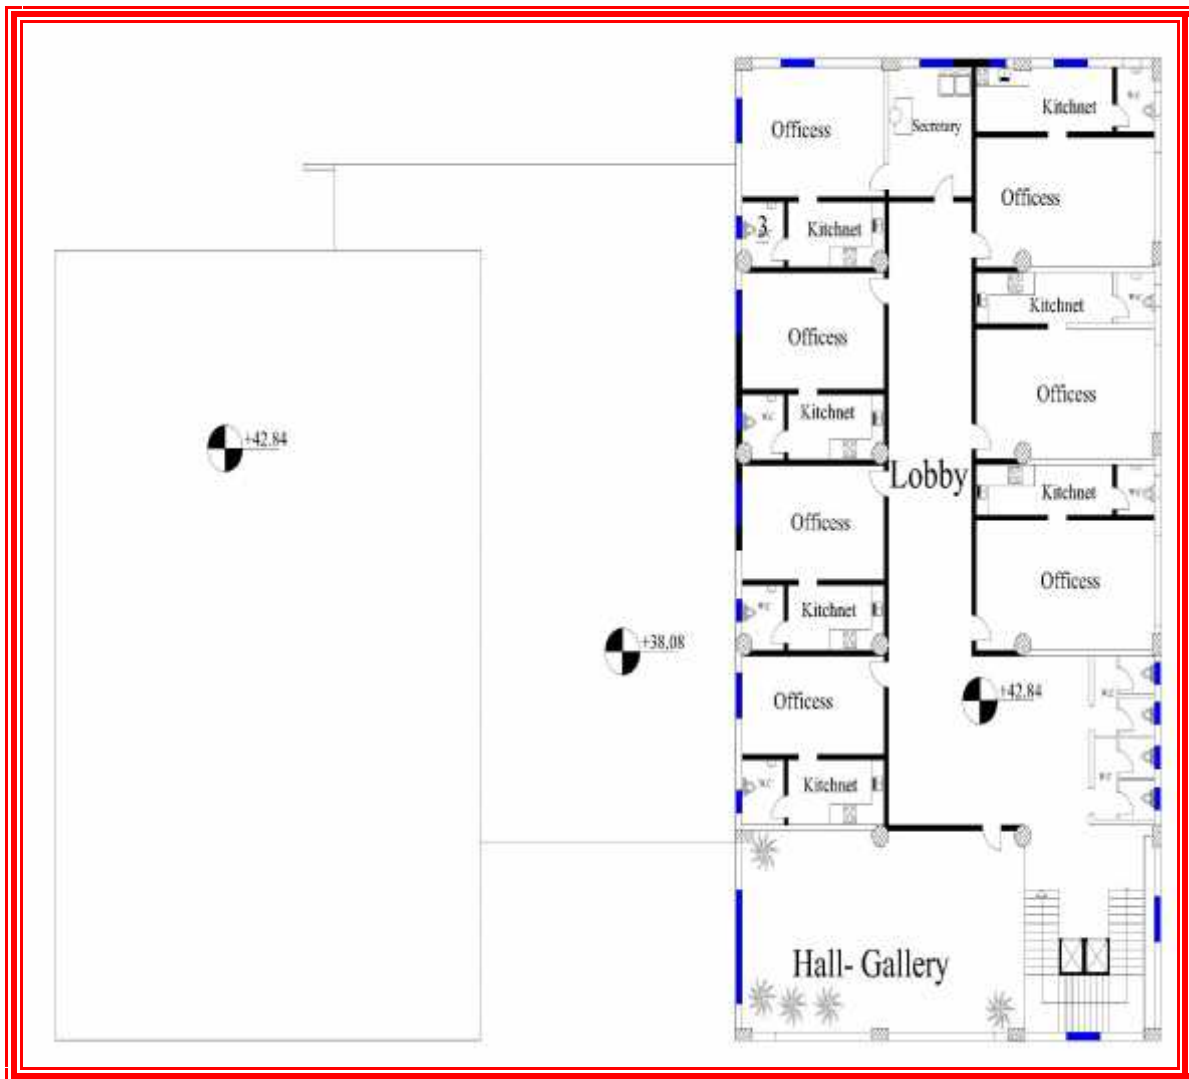 Kitchnet
W.C
Officess
Secretary
Officess
3
Kitchnet
Kitchnet
W.C
Officess
Officess
W.C
Kitchnet
+42.84
Lobby
Kitchnet
W.C
Officess
Officess
W.C
Kitchnet
+38,08
+42.84
W.C
Officess
W.C
W.C
Kitchnet
Hall- Gallery